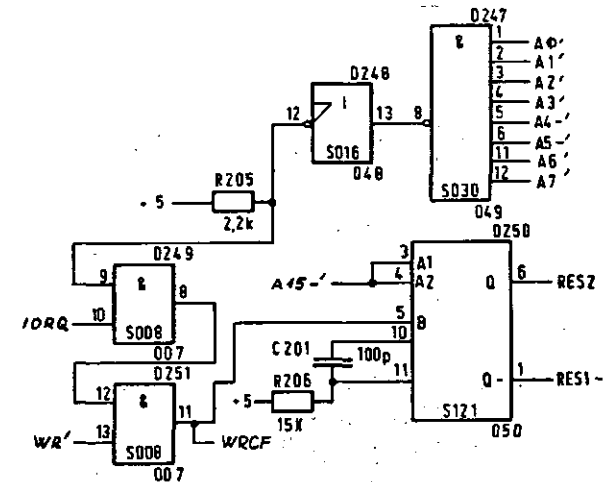 D247
&
1 A0'
2 A1'
3 A2'
4 A3'
5 A4-'
6 A5-'
11 A6'
12 A7'
8
S030
049
D248
1
12
13
S016
048
+5
R205
2,2k
D249
9
&
8
IORQ
10
S008
007
D251
12
&
11
WR'
13
S008
007
WRCF
D250
A15-'
3 A1
4 A2
5 B
10
11
Q 6 RES2
Q- 1 RES1-
S121
050
C201
100p
+5
R206
15K